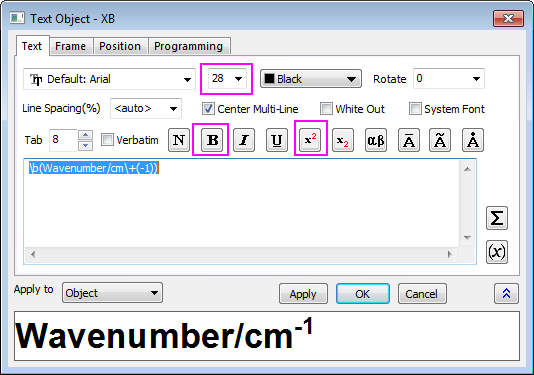 Text Object - XB
Text Frame Position Programming
Default: Arial 28 Black Rotate 0
Line Spacing(%) <auto> Center Multi-Line White Out System Font
Tab 8 Verbatim N B I U x² x₂ αβ Ā Ã Å
\b(Wavenumber/cm\+(-1))
Σ
(x)
Apply to Object Apply OK Cancel
Wavenumber/cm⁻¹